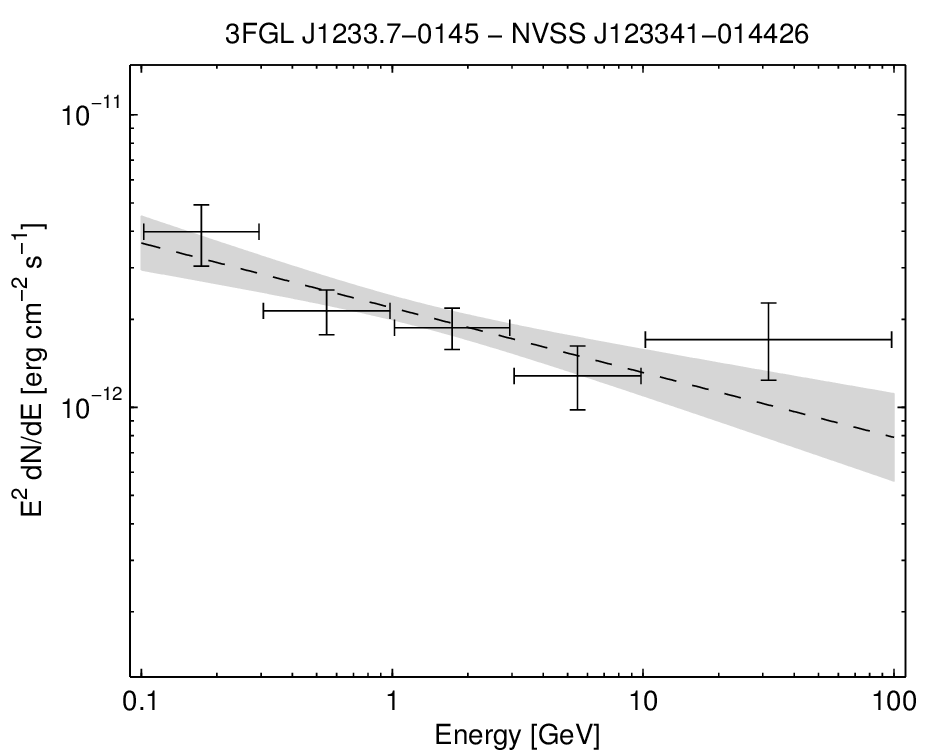 3FGL J1233.7−0145 − NVSS J123341−014426
10⁻¹¹
10⁻¹²
E² dN/dE [erg cm⁻² s⁻¹]
0.1 1 10 100
Energy [GeV]